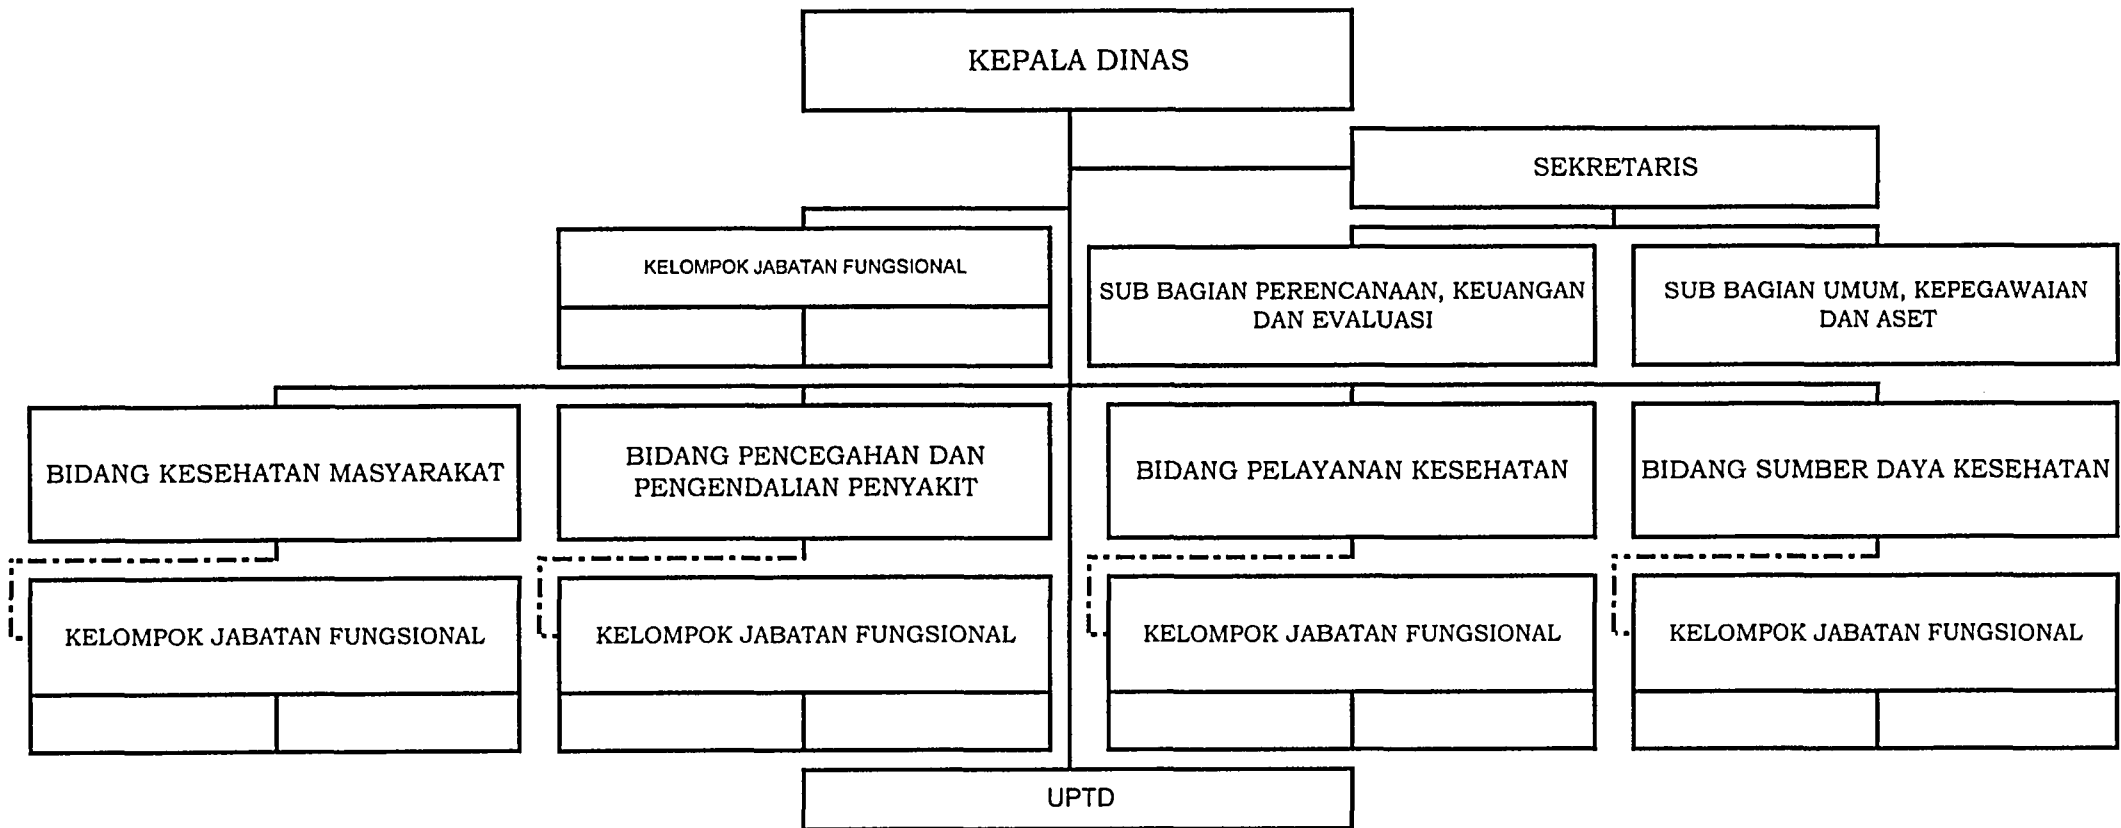 KEPALA DINAS
SEKRETARIS
KELOMPOK JABATAN FUNGSIONAL
SUB BAGIAN PERENCANAAN, KEUANGAN
DAN EVALUASI
SUB BAGIAN UMUM, KEPEGAWAIAN
DAN ASET
BIDANG KESEHATAN MASYARAKAT
BIDANG PENCEGAHAN DAN
PENGENDALIAN PENYAKIT
BIDANG PELAYANAN KESEHATAN
BIDANG SUMBER DAYA KESEHATAN
KELOMPOK JABATAN FUNGSIONAL
KELOMPOK JABATAN FUNGSIONAL
KELOMPOK JABATAN FUNGSIONAL
KELOMPOK JABATAN FUNGSIONAL
UPTD